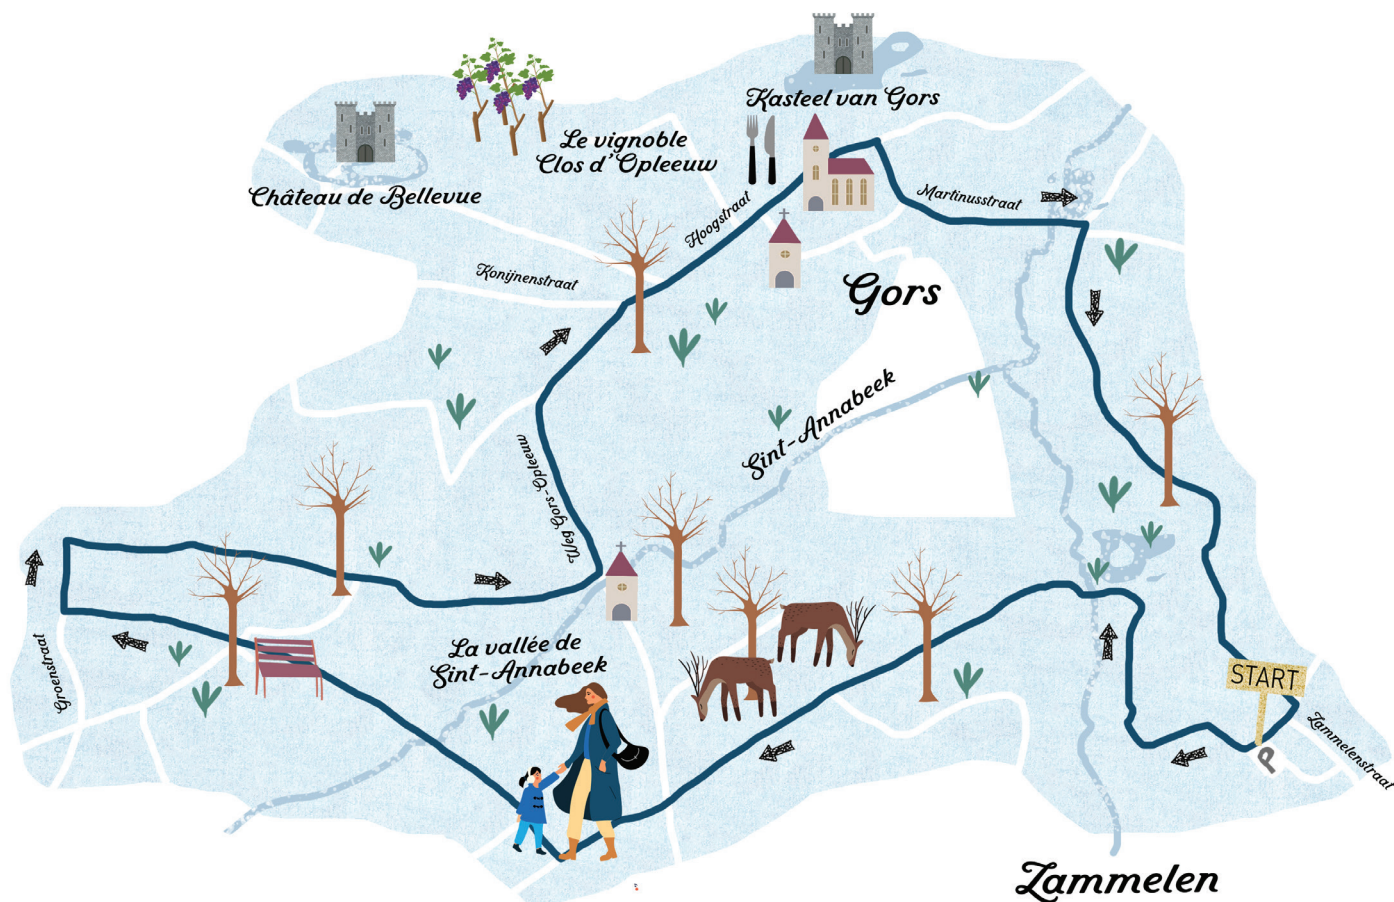 Kasteel van Gors
Le vignoble
Clos d'Opleeuw
Château de Bellevue
Martinusstraat
Hoogstraat
Konijnenstraat
Gors
Sint-Annabeek
Weg Gors-Opleeuw
La vallée de
Sint-Annabeek
Groenstraat
START
P
Zammelenstraat
Zammelen